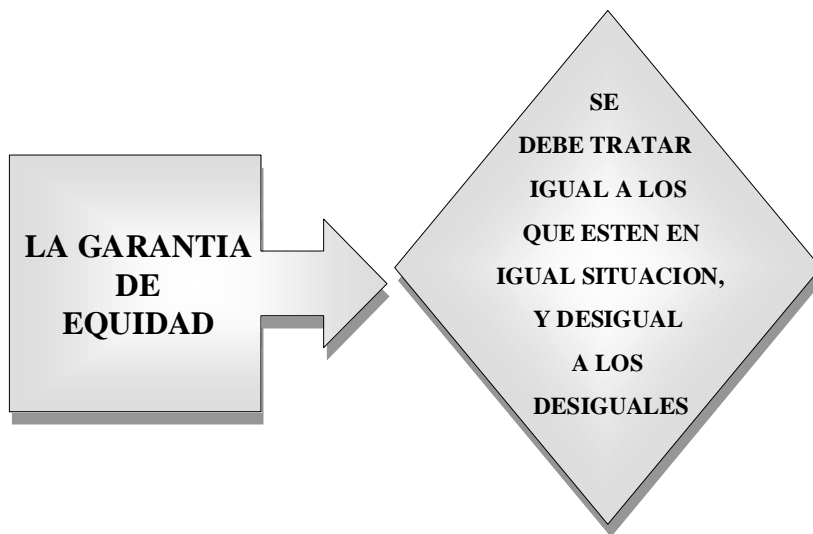 LA GARANTIA
DE
EQUIDAD
SE
DEBE TRATAR
IGUAL A LOS
QUE ESTEN EN
IGUAL SITUACION,
Y DESIGUAL
A LOS
DESIGUALES